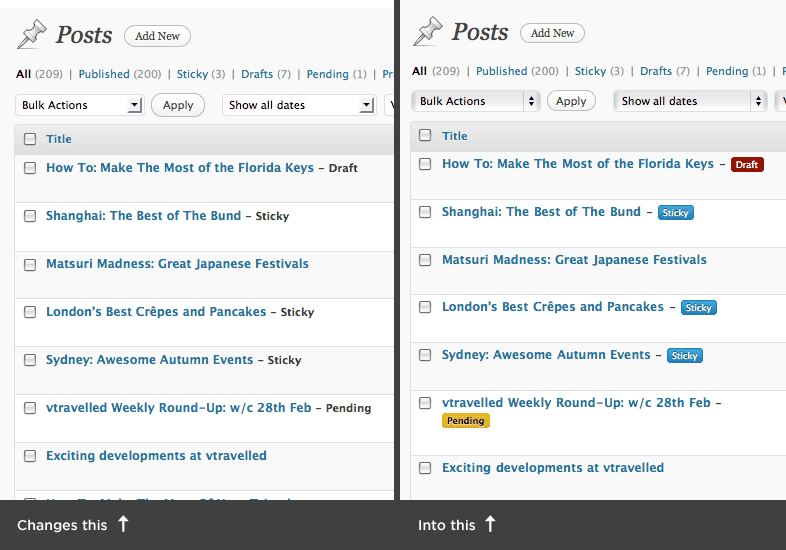 Posts Add New
All (209) | Published (200) | Sticky (3) | Drafts (7) | Pending (1) | Pr
Bulk Actions Apply Show all dates V
Title
How To: Make The Most of the Florida Keys – Draft
Shanghai: The Best of The Bund – Sticky
Matsuri Madness: Great Japanese Festivals
London's Best Crêpes and Pancakes – Sticky
Sydney: Awesome Autumn Events – Sticky
vtravelled Weekly Round-Up: w/c 28th Feb – Pending
Exciting developments at vtravelled
Changes this ↑
Posts Add New
All (209) | Published (200) | Sticky (3) | Drafts (7) | Pending (1) |
Bulk Actions Apply Show all dates V
Title
How To: Make The Most of the Florida Keys – Draft
Shanghai: The Best of The Bund – Sticky
Matsuri Madness: Great Japanese Festivals
London's Best Crêpes and Pancakes – Sticky
Sydney: Awesome Autumn Events – Sticky
vtravelled Weekly Round-Up: w/c 28th Feb –
Pending
Exciting developments at vtravelled
Into this ↑